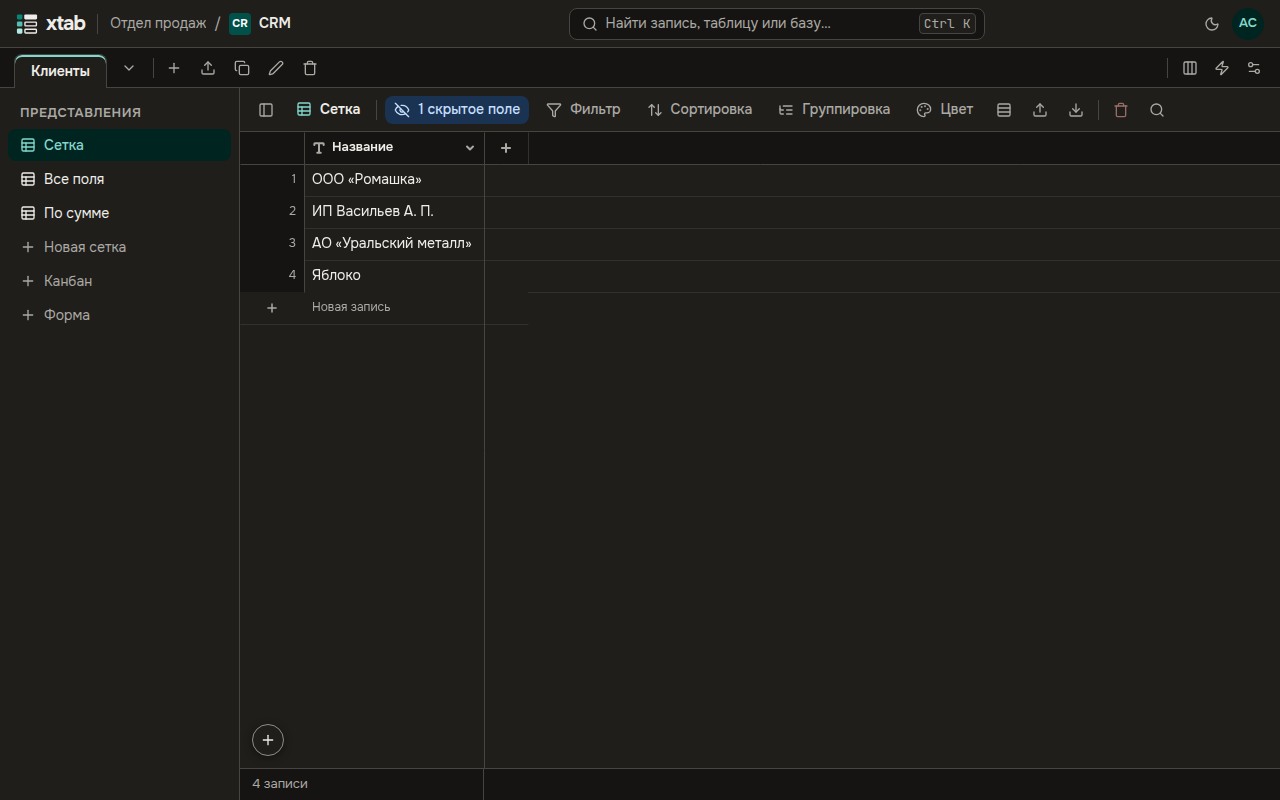 xtab
Отдел продаж / CR CRM
Найти запись, таблицу или базу... Ctrl K
АС
Клиенты
ПРЕДСТАВЛЕНИЯ
Сетка
Все поля
По сумме
Новая сетка
Канбан
Форма
Сетка
1 скрытое поле
Фильтр
Сортировка
Группировка
Цвет
Название
1 ООО «Ромашка»
2 ИП Васильев А. П.
3 АО «Уральский металл»
4 Яблоко
Новая запись
4 записи